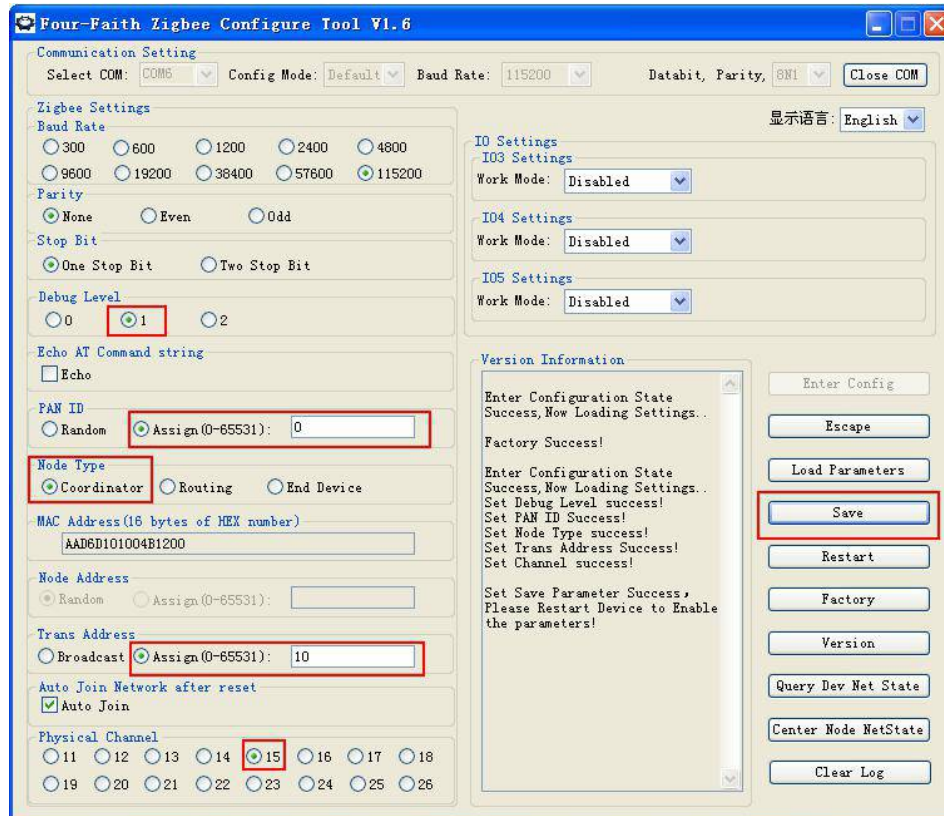 Four-Faith Zigbee Configure Tool V1.6
Communication Setting
Select COM: COM6 Config Mode: Default Baud Rate: 115200 Databit, Parity, 8N1 Close COM
Zigbee Settings
显示语言: English
Baud Rate
300 600 1200 2400 4800
9600 19200 38400 57600 115200
Parity
None Even Odd
Stop Bit
One Stop Bit Two Stop Bit
Debug Level
0 1 2
Echo AT Command string
Echo
PAN ID
Random Assign(0-65531): 0
Node Type
Coordinator Routing End Device
MAC Address(16 bytes of HEX number)
AAD6D101004B1200
Node Address
Random Assign(0-65531):
Trans Address
Broadcast Assign(0-65531): 10
Auto Join Network after reset
Auto Join
Physical Channel
11 12 13 14 15 16 17 18
19 20 21 22 23 24 25 26
IO Settings
IO3 Settings
Work Mode: Disabled
IO4 Settings
Work Mode: Disabled
IO5 Settings
Work Mode: Disabled
Version Information
Enter Configuration State
Success,Now Loading Settings..
Factory Success!
Enter Configuration State
Success,Now Loading Settings..
Set Debug Level success!
Set PAN ID Success!
Set Node Type success!
Set Trans Address Success!
Set Channel success!
Set Save Parameter Success,
Please Restart Device to Enable
the parameters!
Enter Config
Escape
Load Parameters
Save
Restart
Factory
Version
Query Dev Net State
Center Node NetState
Clear Log